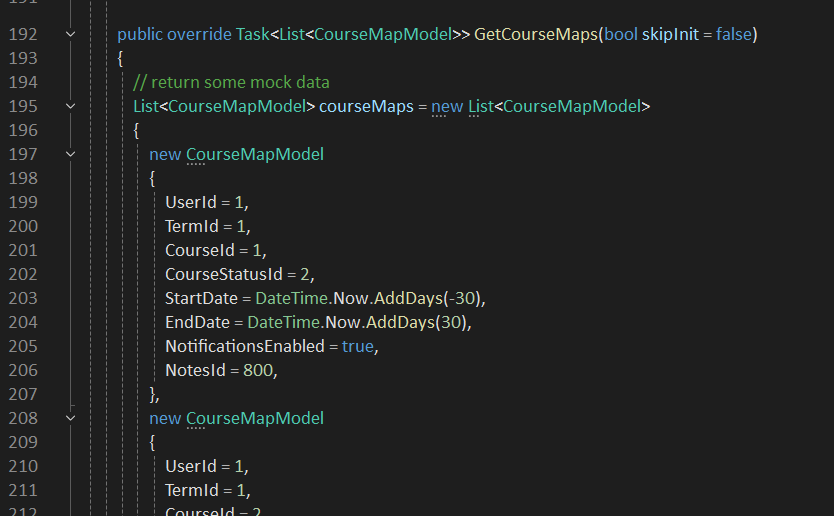 191
192 public override Task<List<CourseMapModel>> GetCourseMaps(bool skipInit = false)
193 {
194 // return some mock data
195 List<CourseMapModel> courseMaps = new List<CourseMapModel>
196 {
197 new CourseMapModel
198 {
199 UserId = 1,
200 TermId = 1,
201 CourseId = 1,
202 CourseStatusId = 2,
203 StartDate = DateTime.Now.AddDays(-30),
204 EndDate = DateTime.Now.AddDays(30),
205 NotificationsEnabled = true,
206 NotesId = 800,
207 },
208 new CourseMapModel
209 {
210 UserId = 1,
211 TermId = 1,
212 CourseId = 2